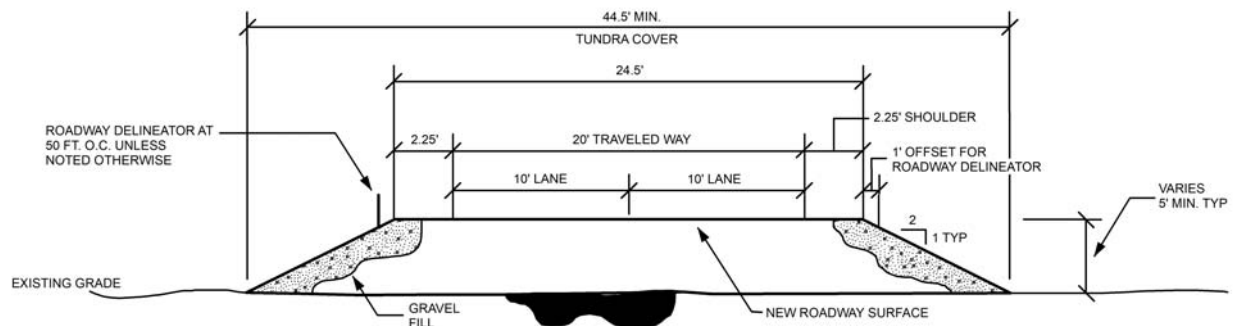 44.5' MIN.
TUNDRA COVER
24.5'
ROADWAY DELINEATOR AT
50 FT. O.C. UNLESS
NOTED OTHERWISE
2.25'
20' TRAVELED WAY
2.25' SHOULDER
1' OFFSET FOR
ROADWAY DELINEATOR
10' LANE
10' LANE
VARIES
5' MIN. TYP
2
1 TYP
EXISTING GRADE
GRAVEL
FILL
NEW ROADWAY SURFACE